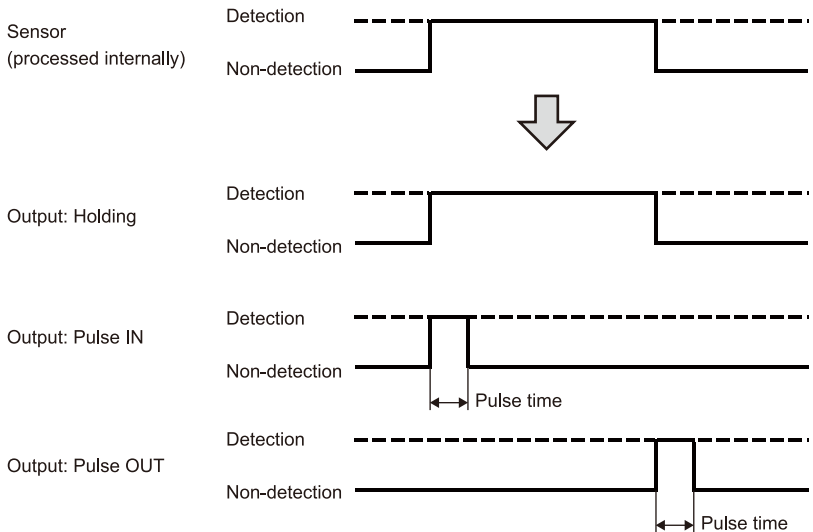 Detection
Sensor
(processed internally)
Non-detection
Detection
Output: Holding
Non-detection
Detection
Output: Pulse IN
Non-detection
Pulse time
Detection
Output: Pulse OUT
Non-detection
Pulse time